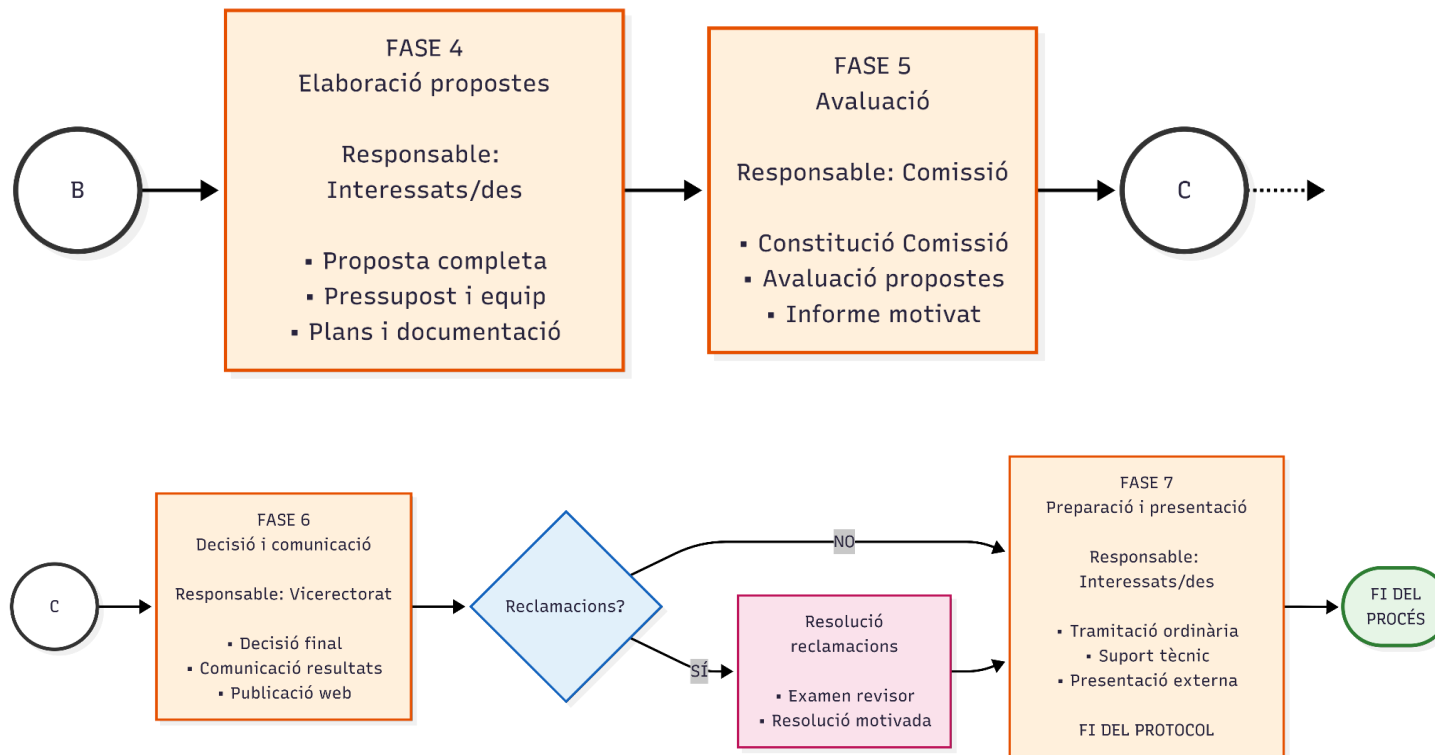 B
FASE 4
Elaboració propostes
Responsable:
Interessats/des
▪ Proposta completa
▪ Pressupost i equip
▪ Plans i documentació
FASE 5
Avaluació
Responsable: Comissió
▪ Constitució Comissió
▪ Avaluació propostes
▪ Informe motivat
C
C
FASE 6
Decisió i comunicació
Responsable: Vicerectorat
▪ Decisió final
▪ Comunicació resultats
▪ Publicació web
Reclamacions?
NO
SÍ
Resolució
reclamacions
▪ Examen revisor
▪ Resolució motivada
FASE 7
Preparació i presentació
Responsable:
Interessats/des
▪ Tramitació ordinària
▪ Suport tècnic
▪ Presentació externa
FI DEL PROTOCOL
FI DEL
PROCÉS